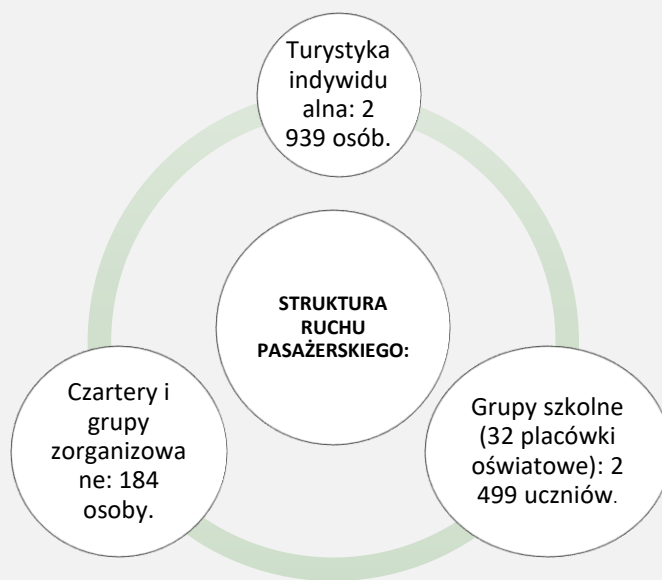 Turystyka
indywidu
alna: 2
939 osób.
STRUKTURA
RUCHU
PASAŻERSKIEGO:
Czartery i
grupy
zorganizowa
ne: 184
osoby.
Grupy szkolne
(32 placówki
oświatowe): 2
499 uczniów.